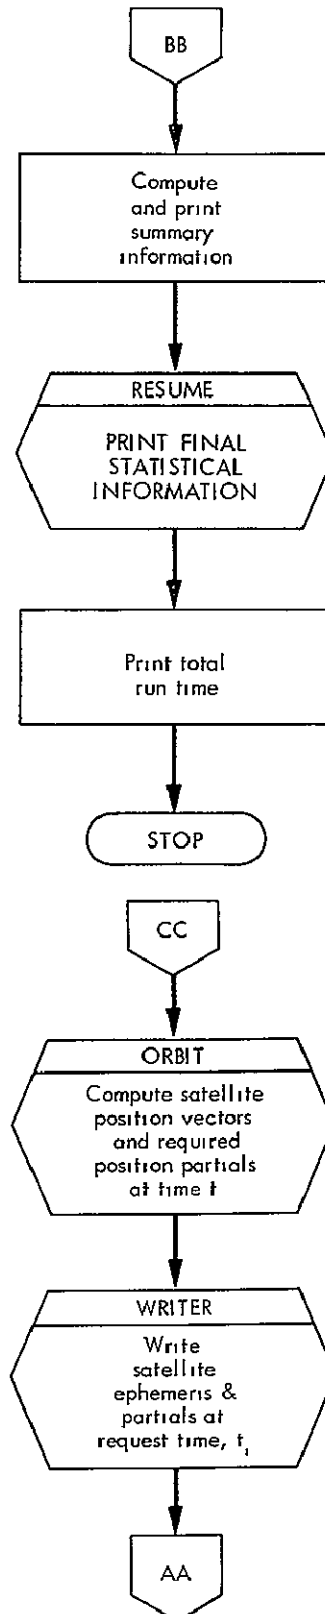 BB
Compute
and print
summary
information
RESUME
PRINT FINAL
STATISTICAL
INFORMATION
Print total
run time
STOP
CC
ORBIT
Compute satellite
position vectors
and required
position partials
at time t
WRITER
Write
satellite
ephemeris &
partials at
request time, t₁
AA